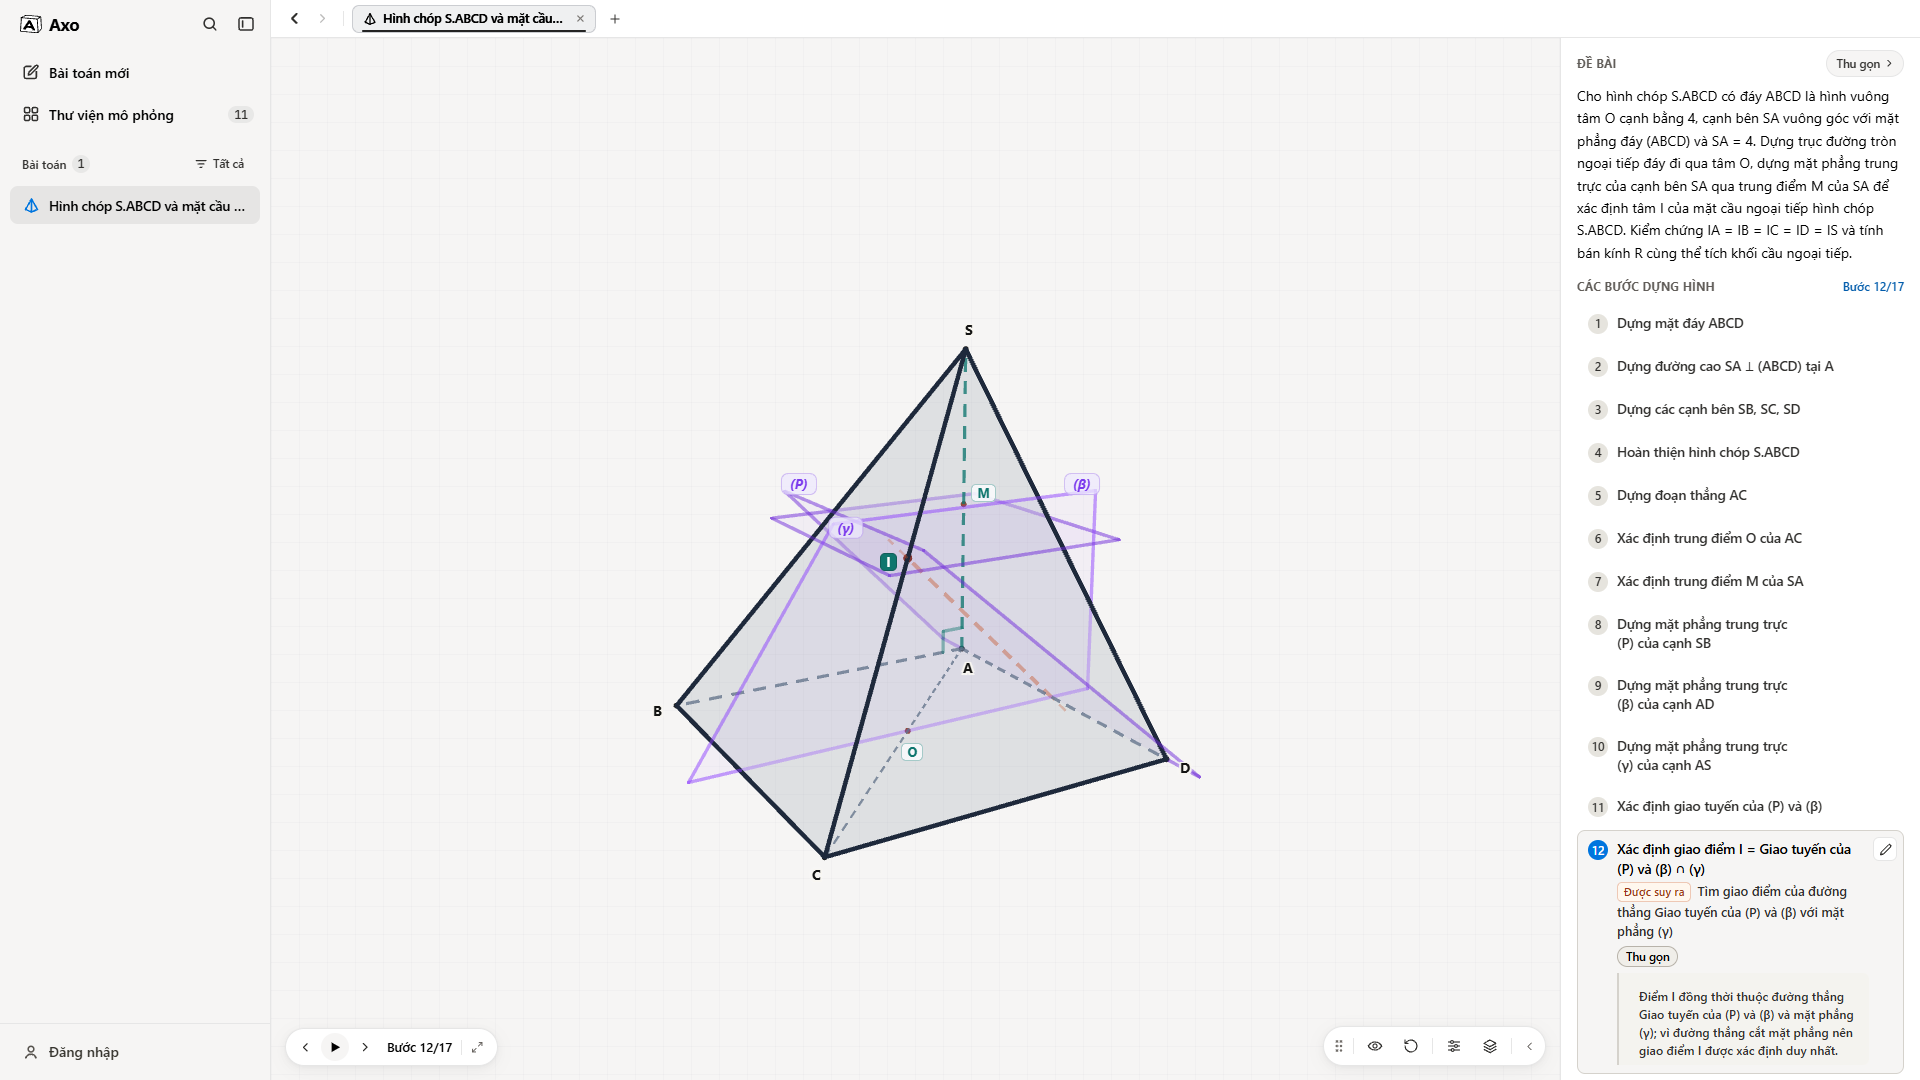 Axo
Bài toán mới
Thư viện mô phỏng 11
Bài toán 1 Tất cả
Hình chóp S.ABCD và mặt cầu ...
Đăng nhập
Hình chóp S.ABCD và mặt cầu...
S
(P)
(β)
M
(γ)
I
A
B
O
D
C
Bước 12/17
ĐỀ BÀI
Thu gọn
Cho hình chóp S.ABCD có đáy ABCD là hình vuông
tâm O cạnh bằng 4, cạnh bên SA vuông góc với mặt
phẳng đáy (ABCD) và SA = 4. Dựng trục đường tròn
ngoại tiếp đáy đi qua tâm O, dựng mặt phẳng trung
trực của cạnh bên SA qua trung điểm M của SA để
xác định tâm I của mặt cầu ngoại tiếp hình chóp
S.ABCD. Kiểm chứng IA = IB = IC = ID = IS và tính
bán kính R cùng thể tích khối cầu ngoại tiếp.
CÁC BƯỚC DỰNG HÌNH Bước 12/17
1 Dựng mặt đáy ABCD
2 Dựng đường cao SA ⊥ (ABCD) tại A
3 Dựng các cạnh bên SB, SC, SD
4 Hoàn thiện hình chóp S.ABCD
5 Dựng đoạn thẳng AC
6 Xác định trung điểm O của AC
7 Xác định trung điểm M của SA
8 Dựng mặt phẳng trung trực
(P) của cạnh SB
9 Dựng mặt phẳng trung trực
(β) của cạnh AD
10 Dựng mặt phẳng trung trực
(γ) của cạnh AS
11 Xác định giao tuyến của (P) và (β)
12 Xác định giao điểm I = Giao tuyến của
(P) và (β) ∩ (γ)
Được suy ra Tìm giao điểm của đường
thẳng Giao tuyến của (P) và (β) với mặt
phẳng (γ)
Thu gọn
Điểm I đồng thời thuộc đường thẳng
Giao tuyến của (P) và (β) và mặt phẳng
(γ); vì đường thẳng cắt mặt phẳng nên
giao điểm I được xác định duy nhất.